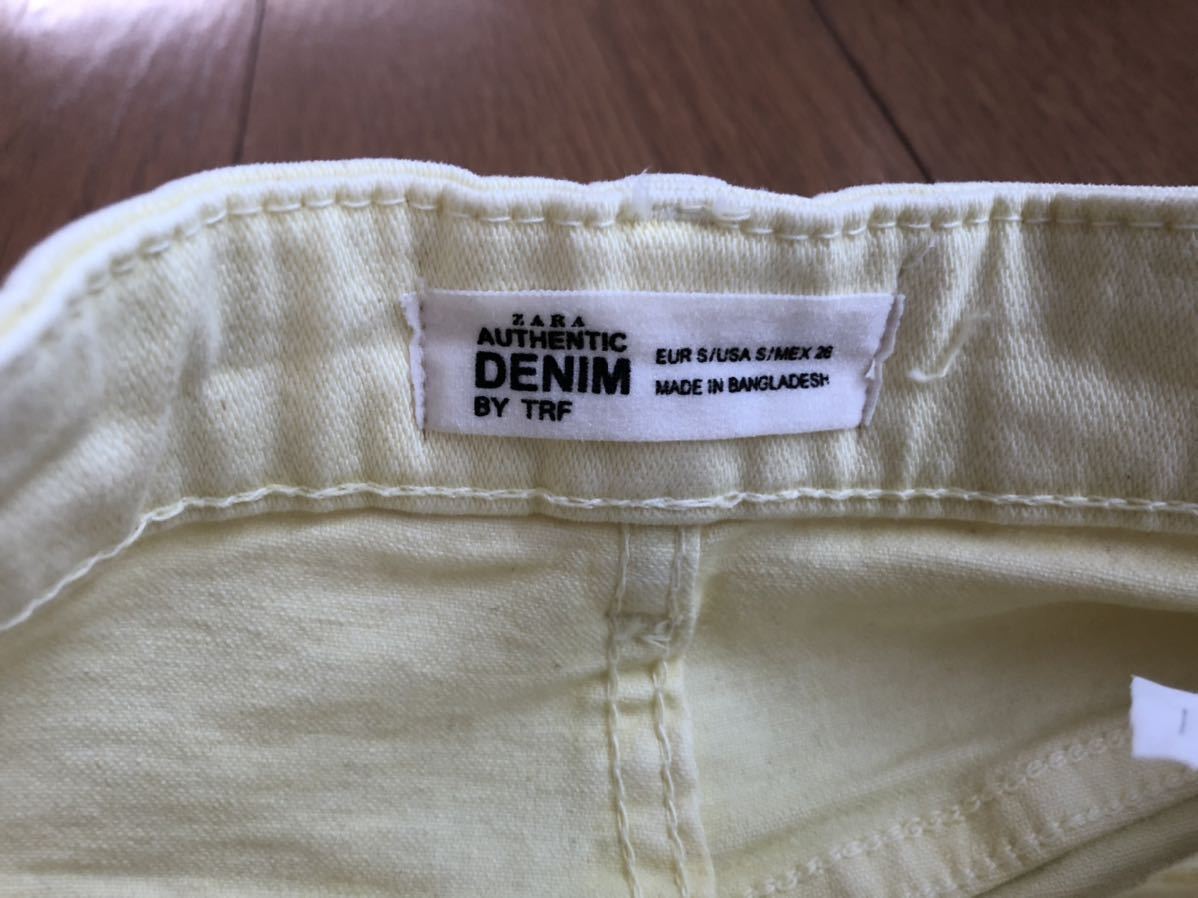 ZARA
AUTHENTIC
DENIM
BY TRF
EUR S/USA S/MEX 26
MADE IN BANGLADESH